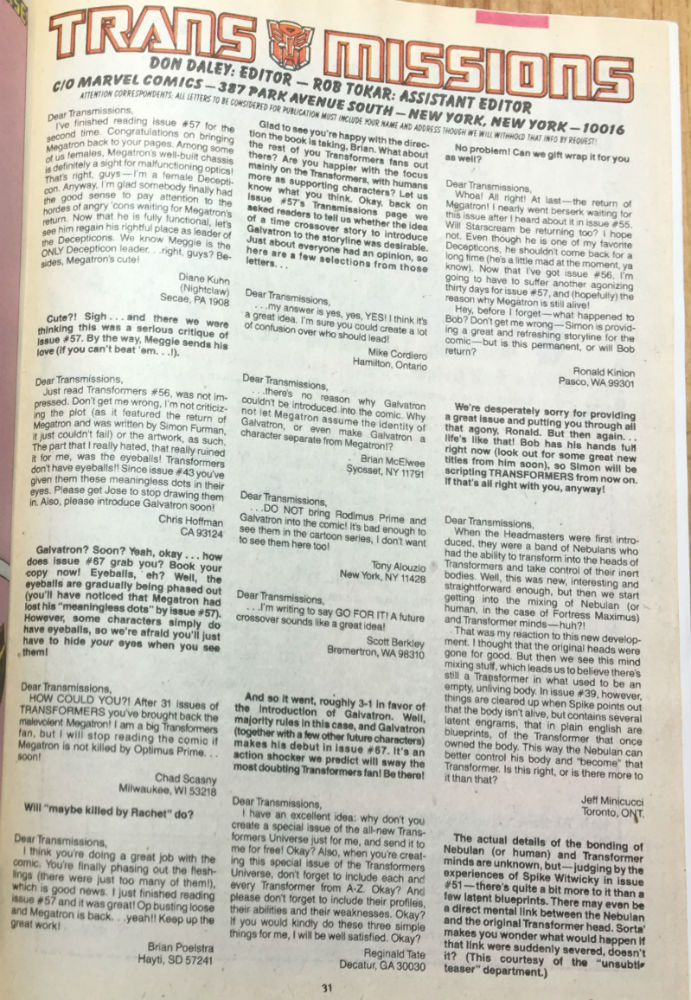 TRANS MISSIONS
DON DALEY: EDITOR — ROB TOKAR: ASSISTANT EDITOR
C/O MARVEL COMICS — 387 PARK AVENUE SOUTH — NEW YORK, NEW YORK — 10016
ATTENTION CORRESPONDENTS: ALL LETTERS TO BE CONSIDERED FOR PUBLICATION MUST INCLUDE YOUR NAME AND ADDRESS THOUGH WE WILL WITHHOLD THAT INFO BY REQUEST!
Dear Transmissions,
I've finished reading issue #57 for the
second time. Congratulations on bringing
Megatron back to your pages. Among some
of us females, Megatron's well-built chassis
is definitely a sight for malfunctioning optics!
That's right, guys—I'm a female Decepti-
con. Anyway, I'm glad somebody finally had
the good sense to pay attention to the
hordes of angry 'cons waiting for Megatron's
return. Now that he is fully functional, let's
see him regain his rightful place as leader of
the Decepticons. We know Meggie is the
ONLY Decepticon leader. . .right, guys? Be-
sides, Megatron's cute!
Diane Kuhn
(Nightclaw)
Secae, PA 1908
Cute?! Sigh . . . and there we were
thinking this was a serious critique of
issue #57. By the way, Meggie sends his
love (if you can't beat 'em. . .!).
Dear Transmissions,
Just read Transformers #56, was not im-
pressed. Don't get me wrong, I'm not criticiz-
ing the plot (as it featured the return of
Megatron and was written by Simon Furman,
it just couldn't fail) or the artwork, as such.
The part that I really hated, that really ruined
it for me, was the eyeballs! Transformers
don't have eyeballs!! Since issue #43 you've
given them these meaningless dots in their
eyes. Please get Jose to stop drawing them
in. Also, please introduce Galvatron soon!
Chris Hoffman
CA 93124
Galvatron? Soon? Yeah, okay . . . how
does issue #67 grab you? Book your
copy now! Eyeballs, eh? Well, the
eyeballs are gradually being phased out
(you'll have noticed that Megatron had
lost his "meaningless dots" by issue #57).
However, some characters simply do
have eyeballs, so we're afraid you'll just
have to hide your eyes when you see
them!
Dear Transmissions,
HOW COULD YOU?! After 31 issues of
TRANSFORMERS you've brought back the
malevolent Megatron! I am a big Transformers
fan, but I will stop reading the comic if
Megatron is not killed by Optimus Prime. . .
soon!
Chad Scasny
Milwaukee, WI 53218
Will "maybe killed by Rachet" do?
Dear Transmissions,
I think you're doing a great job with the
comic. You're finally phasing out the flesh-
lings (there were just too many of them!),
which is good news. I just finished reading
issue #57 and it was great! Op busting loose
and Megatron is back. . .yeah!! Keep up the
great work!
Brian Poelstra
Hayti, SD 57241
Glad to see you're happy with the direc-
tion the book is taking, Brian. What about
the rest of you Transformers fans out
there? Are you happier with the focus
mainly on the Transformers, with humans
more as supporting characters? Let us
know what you think. Okay, back on
issue #57's Transmissions page we
asked readers to tell us whether the idea
of a time crossover story to introduce
Galvatron to the storyline was desirable.
Just about everyone had an opinion, so
here are a few selections from those
letters. . .
Dear Transmissions,
. . .my answer is yes, yes, YES! I think it's
a great idea. I'm sure you could create a lot
of confusion over who should lead!
Mike Cordiero
Hamilton, Ontario
Dear Transmissions,
. . .there's no reason why Galvatron
couldn't be introduced into the comic. Why
not let Megatron assume the identity of
Galvatron, or even make Galvatron a
character separate from Megatron!?
Brian McElwee
Syosset, NY 11791
Dear Transmissions,
. . .DO NOT bring Rodimus Prime and
Galvatron into the comic! It's bad enough to
see them in the cartoon series, I don't want
to see them here too!
Tony Alouzio
New York, NY 11428
Dear Transmissions,
. . .I'm writing to say GO FOR IT! A future
crossover sounds like a great idea!
Scott Berkley
Bremertron, WA 98310
And so it went, roughly 3-1 in favor of
the introduction of Galvatron. Well,
majority rules in this case, and Galvatron
(together with a few other future characters)
makes his debut in issue #67. It's an
action shocker we predict will sway the
most doubting Transformers fan! Be there!
Dear Transmissions,
I have an excellent idea: why don't you
create a special issue of the all-new Trans-
formers Universe just for me, and send it to
me for free! Okay? Also, when you're creat-
ing this special issue of the Transformers
Universe, don't forget to include each and
every Transformer from A-Z. Okay? And
please don't forget to include their profiles,
their abilities and their weaknesses. Okay?
If you would kindly do these three simple
things for me, I will be well satisfied. Okay?
Reginald Tate
Decatur, GA 30030
No problem! Can we gift wrap it for you
as well?
Dear Transmissions,
Whoa! All right! At last—the return of
Megatron! I nearly went berserk waiting for
this issue after I heard about it in issue #55.
Will Starscream be returning too? I hope
not. Even though he is one of my favorite
Decepticons, he shouldn't come back for a
long time (he's a little mad at the moment, ya
know). Now that I've got issue #56, I'm
going to have to suffer another agonizing
thirty days for issue #57, and (hopefully) the
reason why Megatron is still alive!
Hey, before I forget—what happened to
Bob? Don't get me wrong—Simon is provid-
ing a great and refreshing storyline for the
comic—but is this permanent, or will Bob
return?
Ronald Kinion
Pasco, WA 99301
We're desperately sorry for providing
a great issue and putting you through all
that agony, Ronald. But then again. . .
life's like that! Bob has his hands full
right now (look out for some great new
titles from him soon), so Simon will be
scripting TRANSFORMERS from now on.
If that's all right with you, anyway!
Dear Transmissions,
When the Headmasters were first intro-
duced, they were a band of Nebulans who
had the ability to transform into the heads of
Transformers and take control of their inert
bodies. Well, this was new, interesting and
straightforward enough, but then we start
getting into the mixing of Nebulan (or
human, in the case of Fortress Maximus)
and Transformer minds—huh?!
That was my reaction to this new develop-
ment. I thought that the original heads were
gone for good. But then we see this mind
mixing stuff, which leads us to believe there's
still a Transformer in what used to be an
empty, unliving body. In issue #39, however,
things are cleared up when Spike points out
that the body isn't alive, but contains several
latent engrams, that in plain english are
blueprints, of the Transformer that once
owned the body. This way the Nebulan can
better control his body and "become" that
Transformer. Is this right, or is there more to
it than that?
Jeff Minicucci
Toronto, ONT.
The actual details of the bonding of
Nebulan (or human) and Transformer
minds are unknown, but—judging by the
experiences of Spike Witwicky in issue
#51—there's quite a bit more to it than a
few latent blueprints. There may even be
a direct mental link between the Nebulan
and the original Transformer head. Sorta'
makes you wonder what would happen if
that link were suddenly severed, doesn't
it? (This courtesy of the "unsubtle
teaser" department.)
31